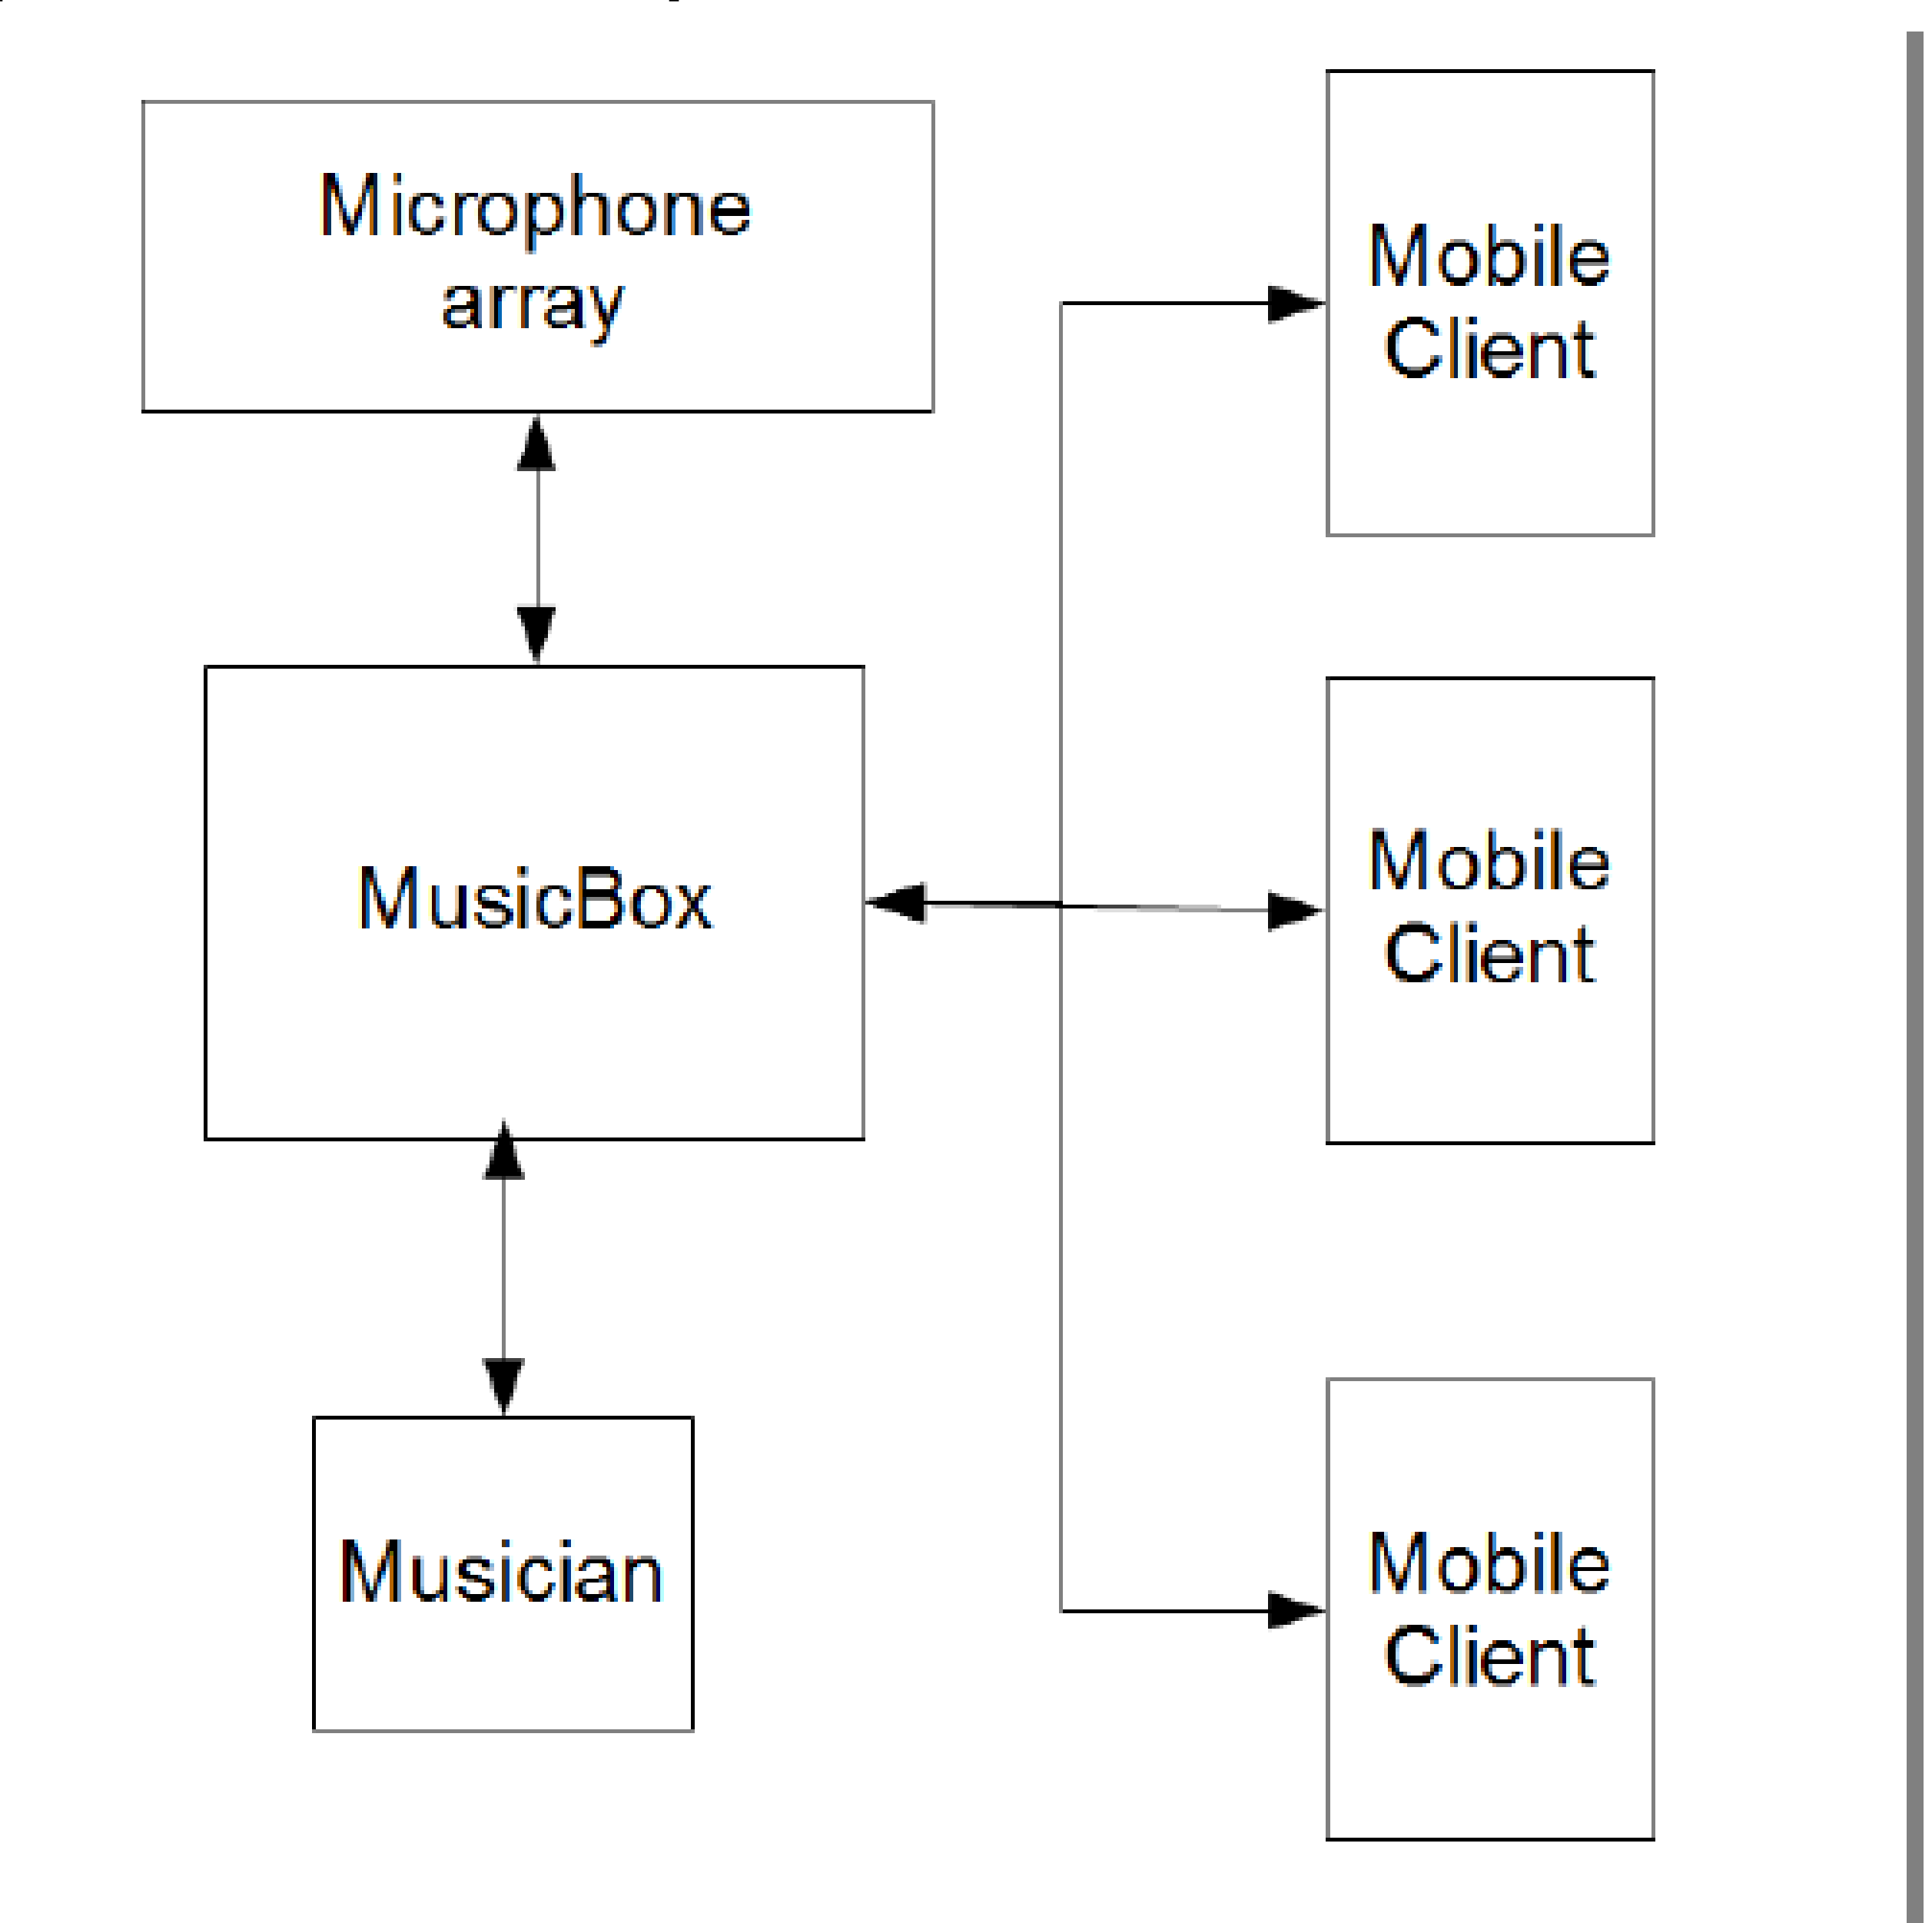 Microphone
array
MusicBox
Musician
Mobile
Client
Mobile
Client
Mobile
Client